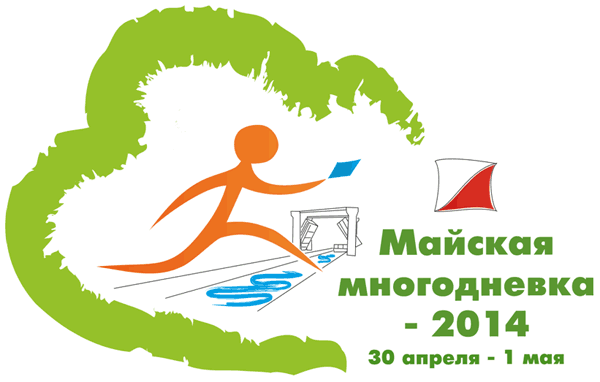 Майская
многодневка
- 2014
30 апреля - 1 мая